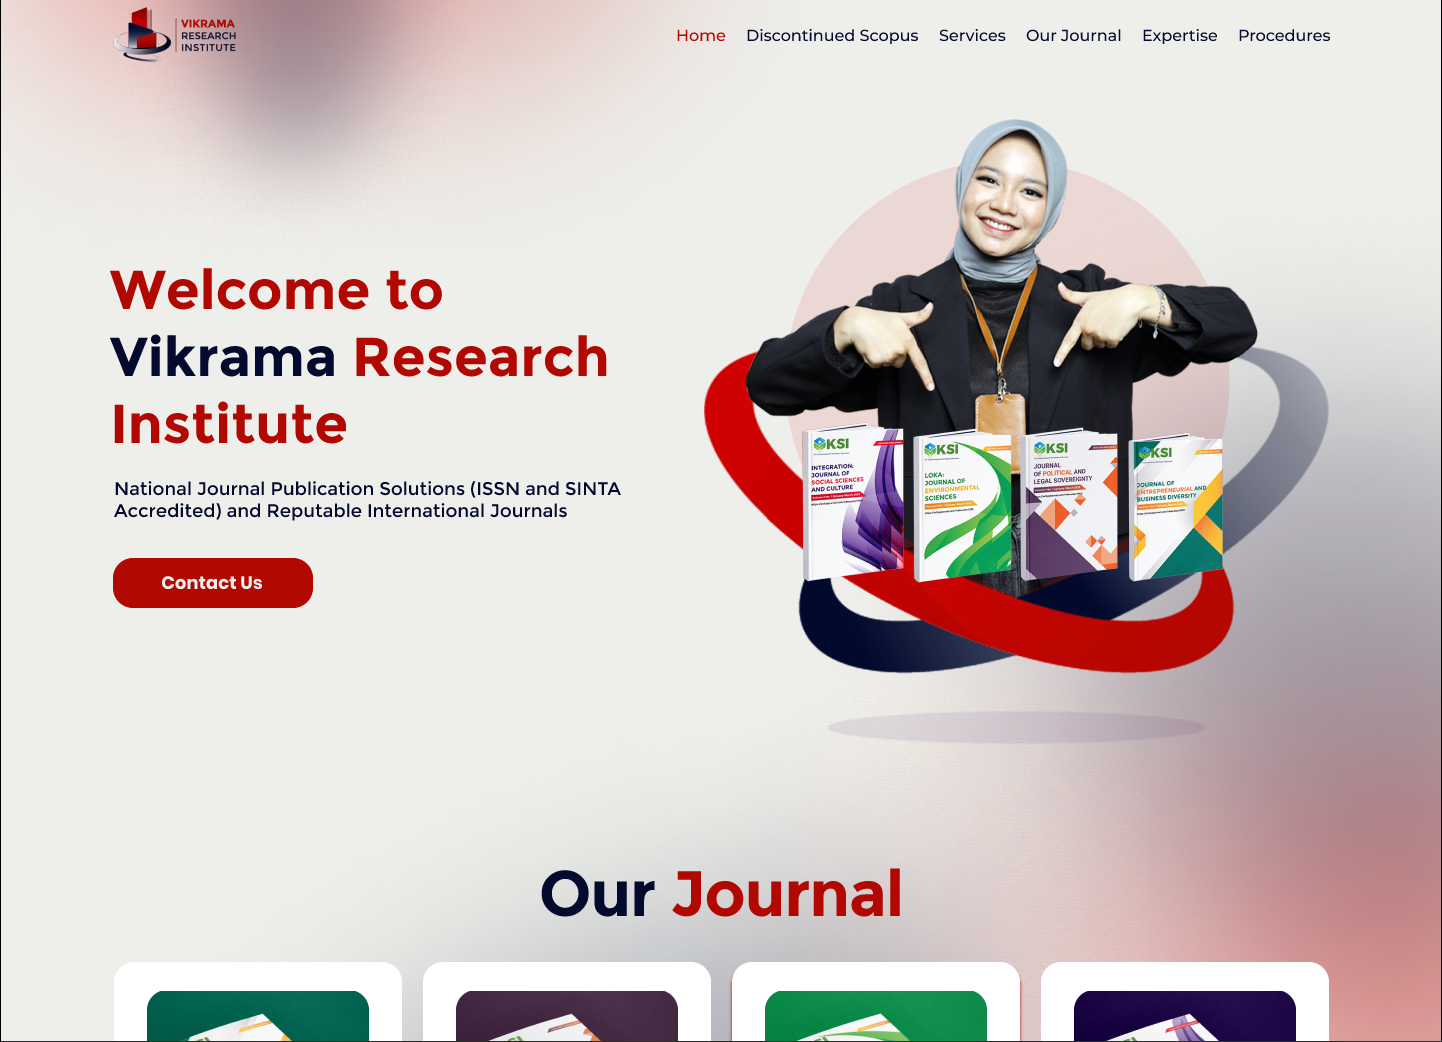 VIKRAMA
RESEARCH
INSTITUTE
Home
Discontinued Scopus
Services
Our Journal
Expertise
Procedures
Welcome to
Vikrama Research
Institute
National Journal Publication Solutions (ISSN and SINTA
Accredited) and Reputable International Journals
Contact Us
KSI
INTEGRATION:
JOURNAL OF
SOCIAL SCIENCES
AND CULTURE
KSI
LOKA:
JOURNAL OF
ENVIRONMENTAL
SCIENCES
KSI
JOURNAL
OF POLITICAL AND
LEGAL SOVEREIGNTY
KSI
JOURNAL OF
ENTREPRENEURIAL AND
BUSINESS DIVERSITY
Our Journal